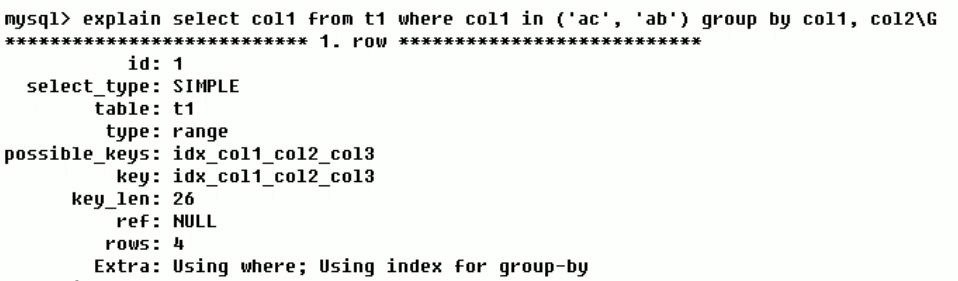 mysql> explain select col1 from t1 where col1 in ('ac', 'ab') group by col1, col2\G
*************************** 1. row ***************************
id: 1
select_type: SIMPLE
table: t1
type: range
possible_keys: idx_col1_col2_col3
key: idx_col1_col2_col3
key_len: 26
ref: NULL
rows: 4
Extra: Using where; Using index for group-by